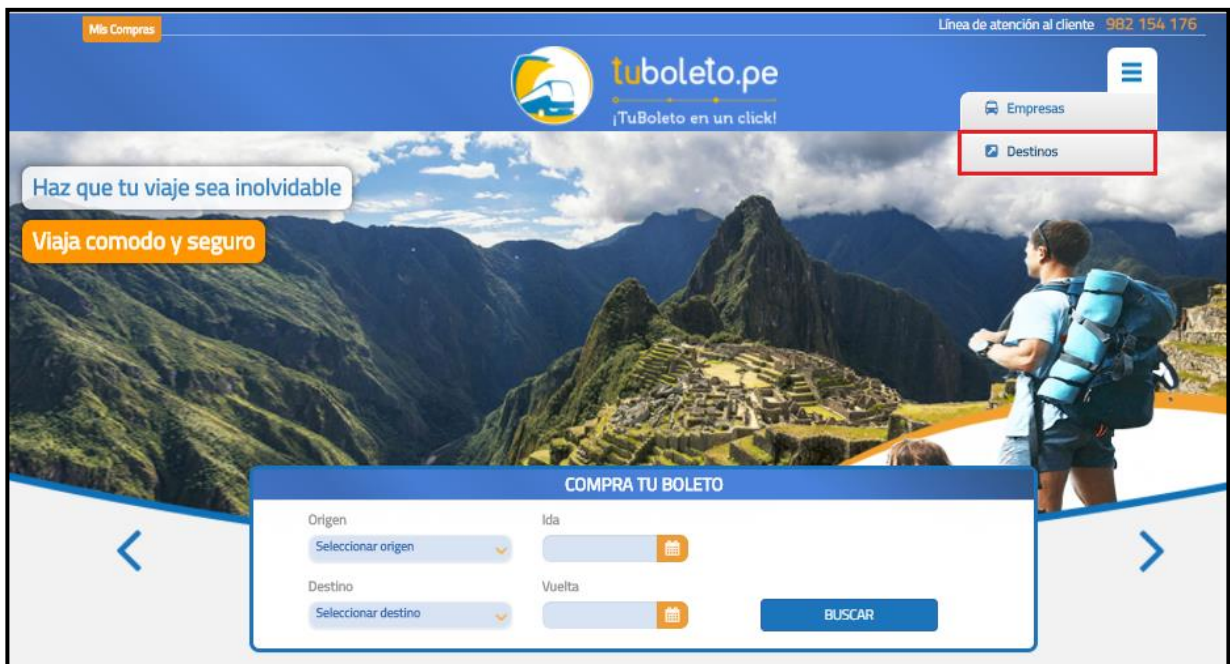 Mis Compras
Línea de atención al cliente 982 154 176
tuboleto.pe
¡TuBoleto en un click!
Empresas
Destinos
Haz que tu viaje sea inolvidable
Viaja comodo y seguro
COMPRA TU BOLETO
Origen
Ida
Seleccionar origen
Destino
Vuelta
Seleccionar destino
BUSCAR